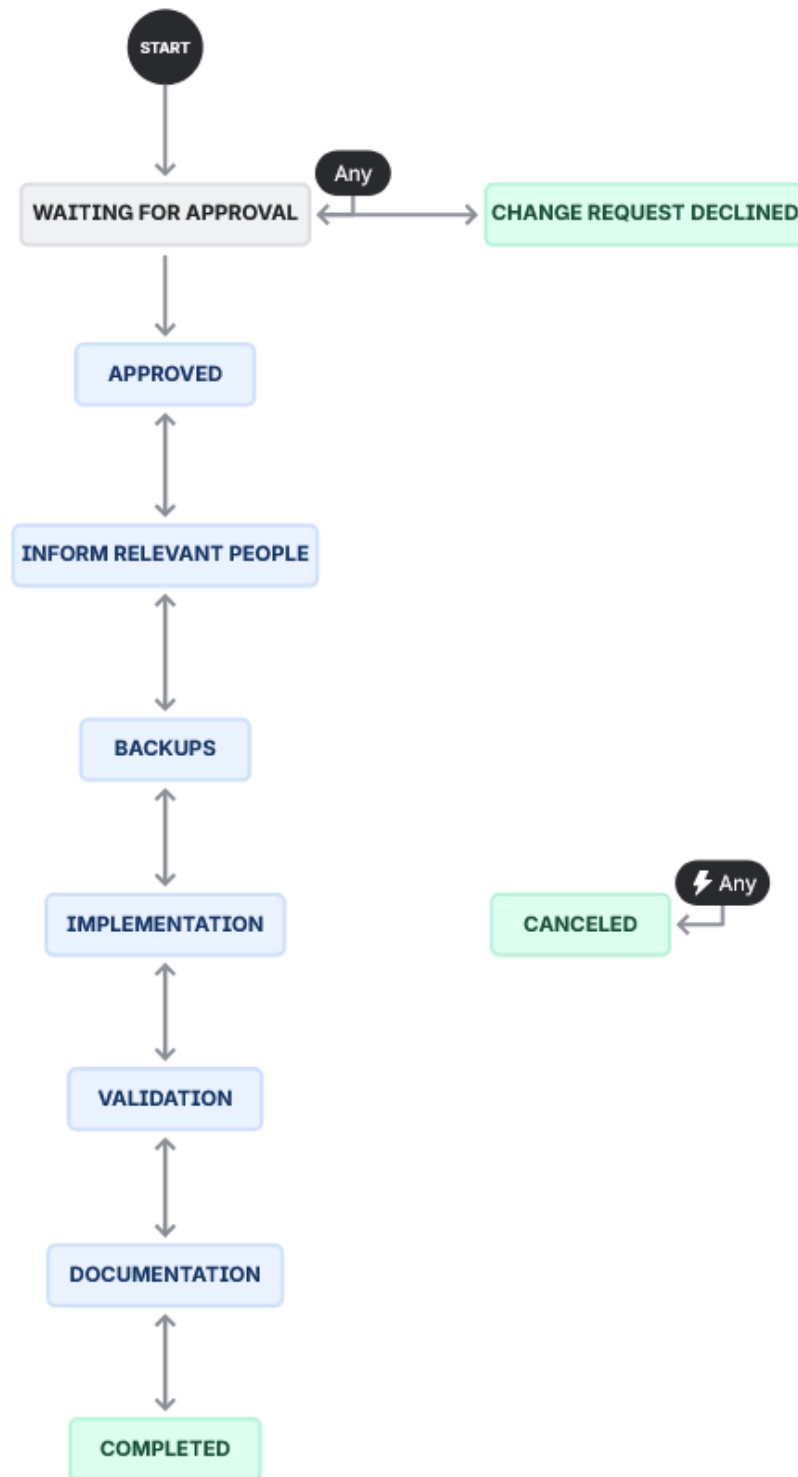 START
Any
WAITING FOR APPROVAL
CHANGE REQUEST DECLINED
APPROVED
INFORM RELEVANT PEOPLE
BACKUPS
Any
IMPLEMENTATION
CANCELED
VALIDATION
DOCUMENTATION
COMPLETED